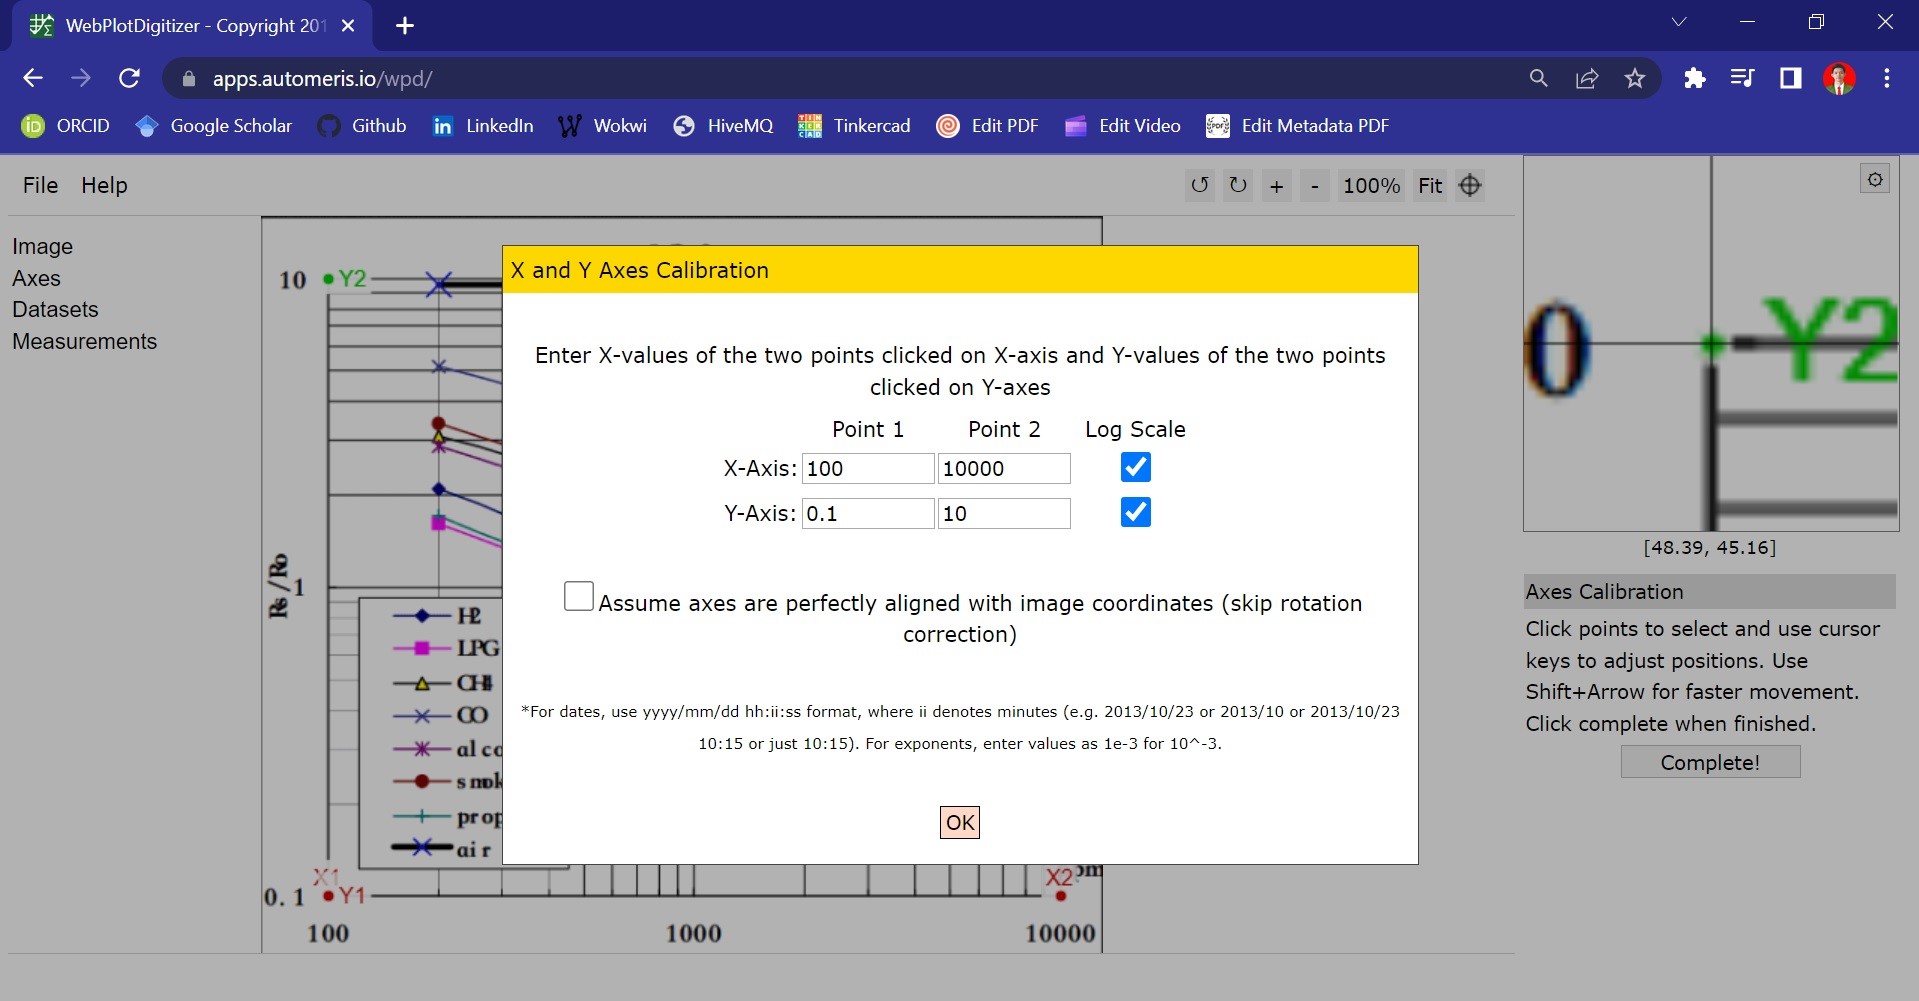 WebPlotDigitizer - Copyright 201
apps.automeris.io/wpd/
ORCID Google Scholar Github LinkedIn Wokwi HiveMQ Tinkercad Edit PDF Edit Video Edit Metadata PDF
File Help
+ - 100% Fit
Image
Axes
Datasets
Measurements
10 Y2
Rs/Ro
1
H2
LPG
CH4
CO
alco
smok
prop
air
X1 X2 pm
0.1 Y1
100 1000 10000
X and Y Axes Calibration
Enter X-values of the two points clicked on X-axis and Y-values of the two points
clicked on Y-axes
Point 1 Point 2 Log Scale
X-Axis: 100 10000
Y-Axis: 0.1 10
Assume axes are perfectly aligned with image coordinates (skip rotation
correction)
*For dates, use yyyy/mm/dd hh:ii:ss format, where ii denotes minutes (e.g. 2013/10/23 or 2013/10 or 2013/10/23
10:15 or just 10:15). For exponents, enter values as 1e-3 for 10^-3.
OK
0 Y2
[48.39, 45.16]
Axes Calibration
Click points to select and use cursor
keys to adjust positions. Use
Shift+Arrow for faster movement.
Click complete when finished.
Complete!